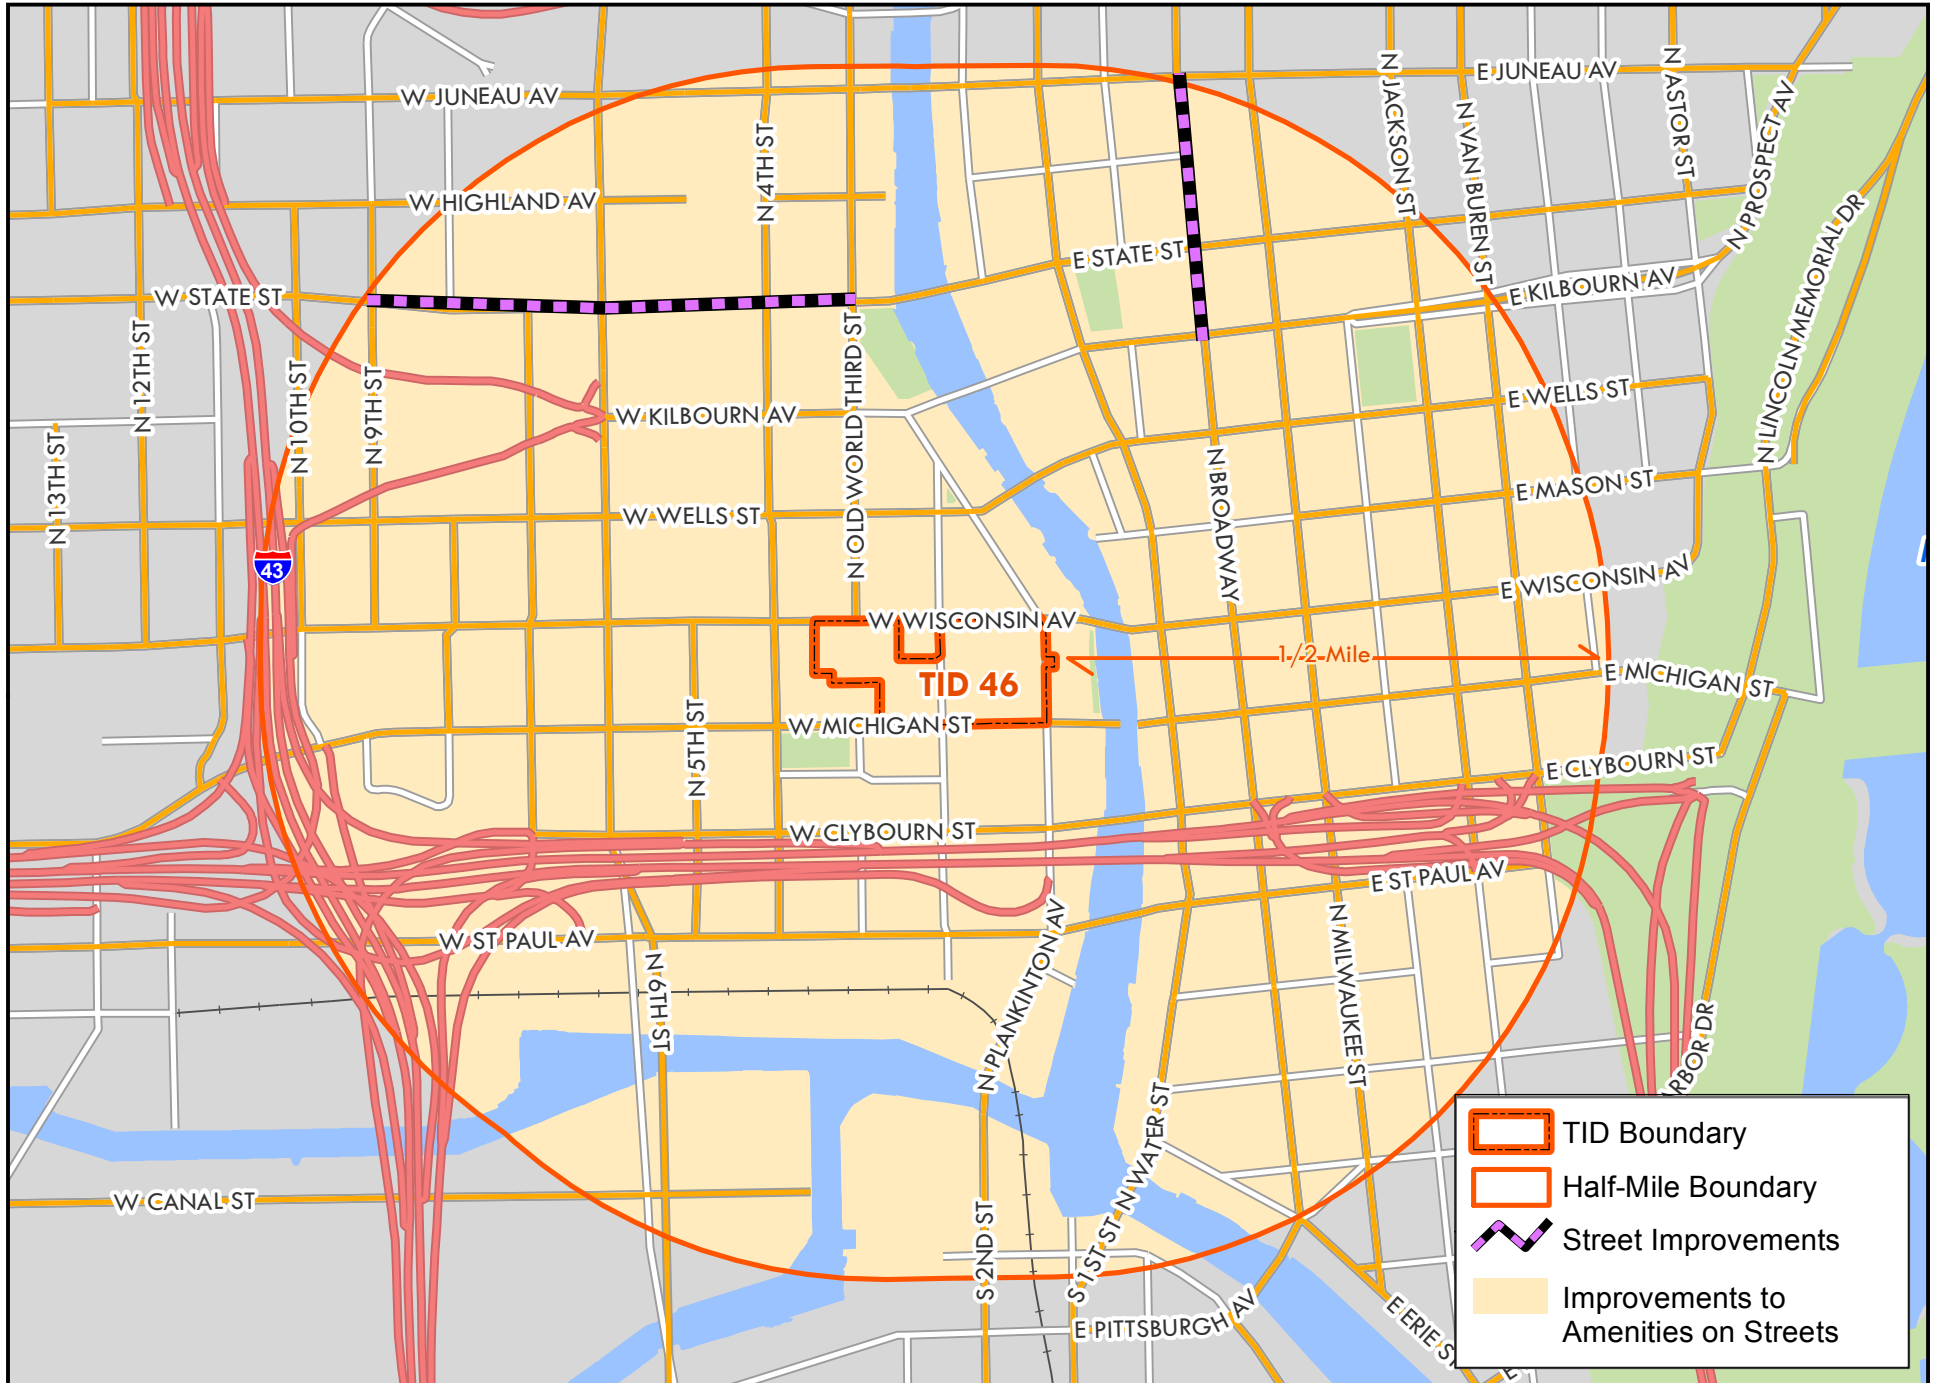 W JUNEAU AV
E JUNEAU AV
N JACKSON ST
N VAN BUREN ST
N ASTOR ST
N PROSPECT AV
N 4TH ST
W HIGHLAND AV
N LINCOLN MEMORIAL DR
E STATE ST
W STATE ST
E KILBOURN AV
N 12TH ST
N 10TH ST
N 9TH ST
N OLD WORLD THIRD ST
W KILBOURN AV
E WELLS ST
N 13TH ST
N BROADWAY
E MASON ST
W WELLS ST
43
E WISCONSIN AV
W WISCONSIN AV
1/2 Mile
TID 46
E MICHIGAN ST
W MICHIGAN ST
N 5TH ST
E CLYBOURN ST
W CLYBOURN ST
E ST PAUL AV
W ST PAUL AV
N PLANKINTON AV
N MILWAUKEE ST
N 6TH ST
ARBOR DR
N WATER ST
W CANAL ST
S 2ND ST
S 1ST ST
E PITTSBURGH AV
E ERIE S
TID Boundary
Half-Mile Boundary
Street Improvements
Improvements to
Amenities on Streets